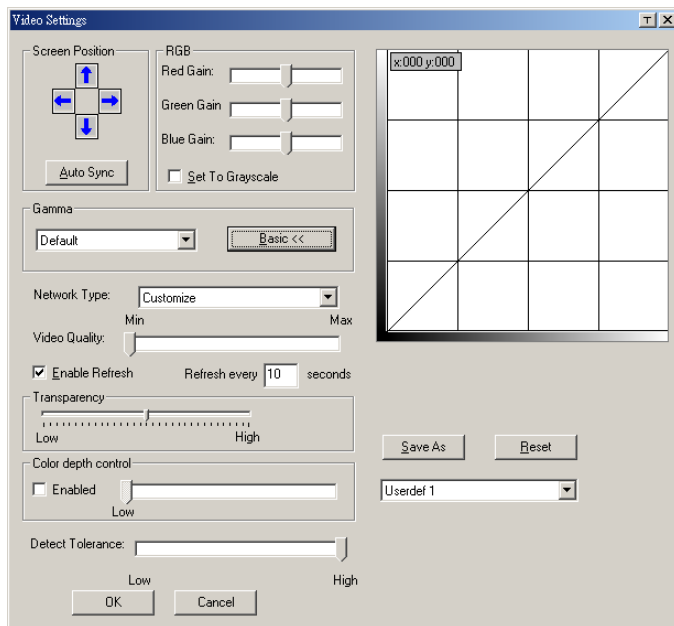 Video Settings
T X
Screen Position
Auto Sync
RGB
Red Gain:
Green Gain
Blue Gain:
Set To Grayscale
Gamma
Default
Basic <<
Network Type:
Customize
Min Max
Video Quality:
Enable Refresh Refresh every 10 seconds
Transparency
Low High
Color depth control
Enabled
Low
Detect Tolerance:
Low High
OK Cancel
x:000 y:000
Save As Reset
Userdef 1